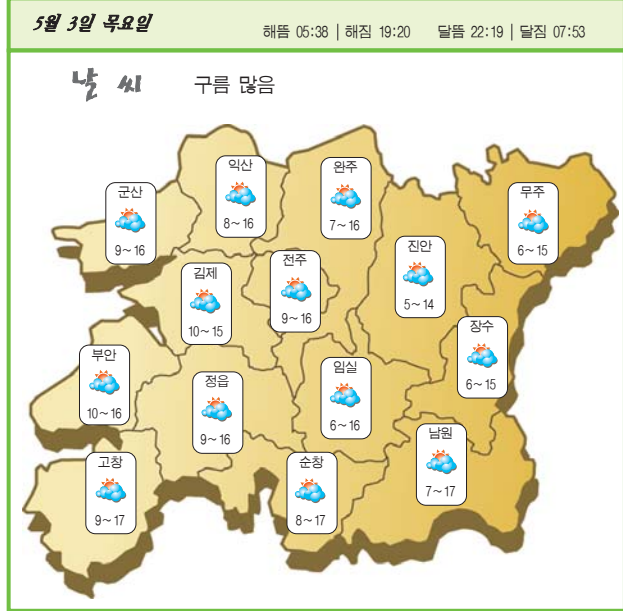 5월 3일 목요일
해뜸 05:38 | 해짐 19:20 달뜸 22:19 | 달짐 07:53
날씨 구름 많음
익산
8~16
완주
7~16
군산
9~16
무주
6~15
진안
5~14
전주
9~16
김제
10~15
장수
6~15
부안
10~16
임실
6~16
정읍
9~16
남원
7~17
고창
9~17
순창
8~17